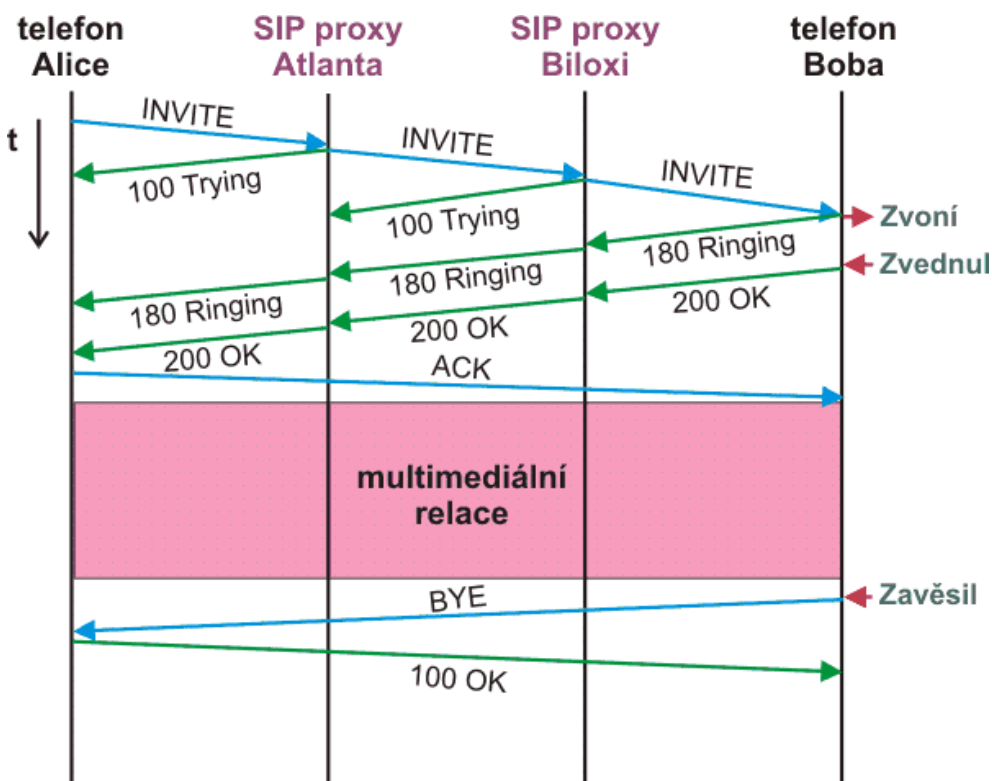 telefon
Alice
SIP proxy
Atlanta
SIP proxy
Biloxi
telefon
Boba
t
INVITE
INVITE
INVITE
100 Trying
100 Trying
Zvoní
180 Ringing
180 Ringing
180 Ringing
Zvednul
200 OK
200 OK
200 OK
ACK
multimediální
relace
BYE
Zavěsil
100 OK